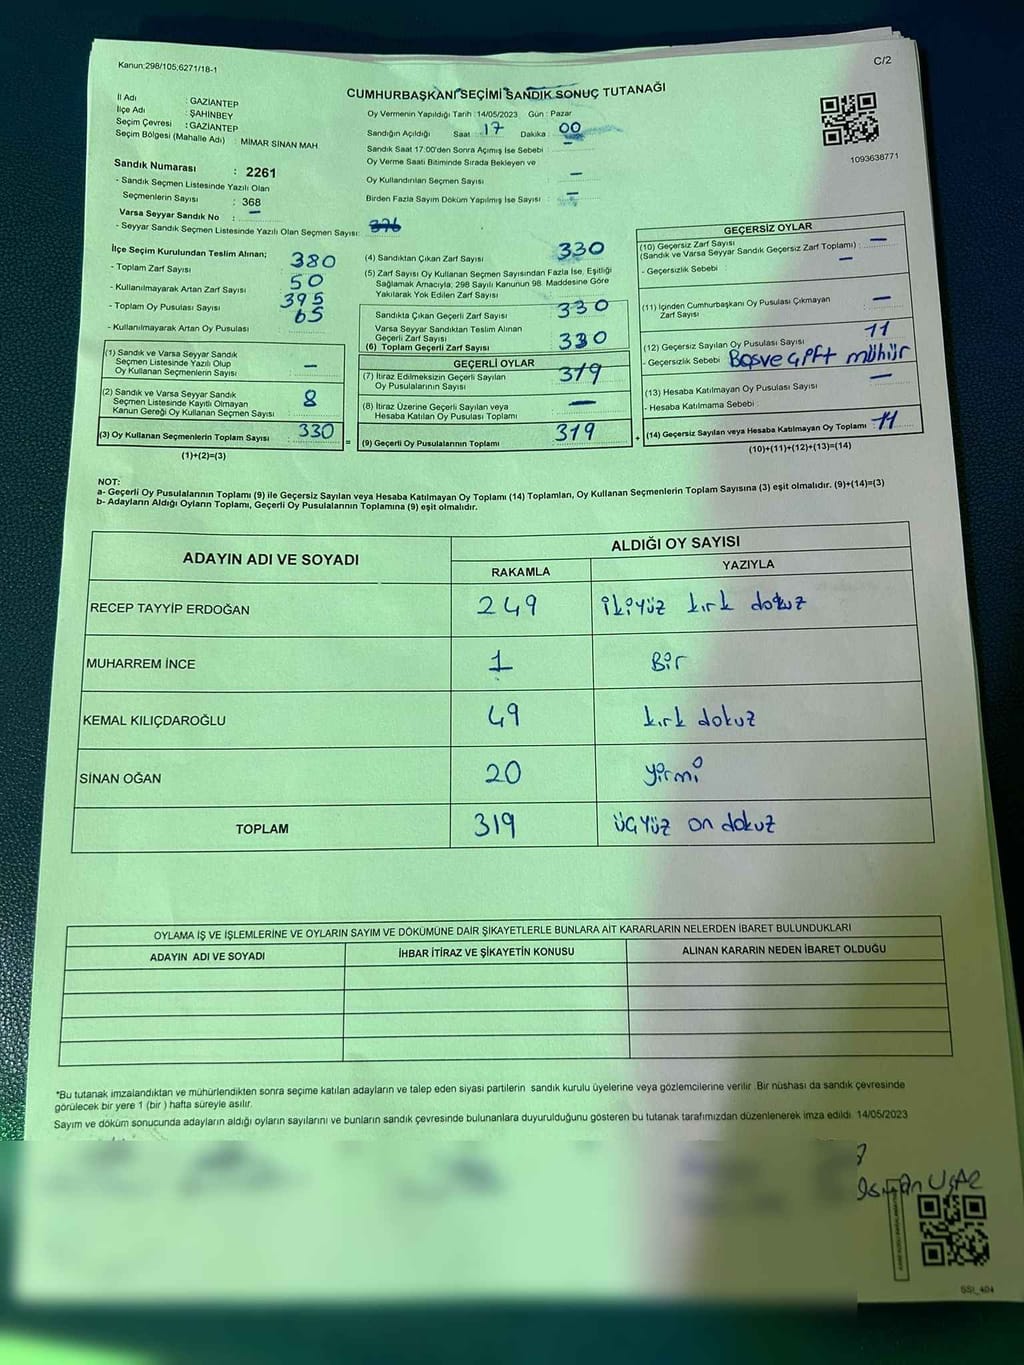 Kanun:298/105,6271/18-1
C/2
CUMHURBAŞKANI SEÇİMİ SANDIK SONUÇ TUTANAĞI
İl Adı : GAZİANTEP
İlçe Adı : ŞAHİNBEY
Seçim Çevresi : GAZİANTEP
Seçim Bölgesi (Mahalle Adı) : MİMAR SİNAN MAH
Sandık Numarası : 2261
- Sandık Seçmen Listesinde Yazılı Olan
Seçmenlerin Sayısı : 368
Varsa Seyyar Sandık No : –
- Seyyar Sandık Seçmen Listesinde Yazılı Olan Seçmen Sayısı:
Oy Vermenin Yapıldığı Tarih :14/05/2023 Gün : Pazar
Sandığın Açıldığı Saat : 17 Dakika : 00
Sandık Saat 17:00'den Sonra Açımış İse Sebebi : –
Oy Verme Saati Bitiminde Sırada Bekleyen ve
Oy Kullandırılan Seçmen Sayısı –
Birden Fazla Sayım Döküm Yapılmış İse Sayısı : –
1093638771
İlçe Seçim Kurulundan Teslim Alınan;
- Toplam Zarf Sayısı 380
- Kullanılmayarak Artan Zarf Sayısı 50
- Toplam Oy Pusulası Sayısı 395
- Kullanılmayarak Artan Oy Pusulası 65
(1) Sandık ve Varsa Seyyar Sandık
Seçmen Listesinde Yazılı Olup
Oy Kullanan Seçmenlerin Sayısı –
(2) Sandık ve Varsa Seyyar Sandık
Seçmen Listesinde Kayıtlı Olmayan
Kanun Gereği Oy Kullanan Seçmen Sayısı 8
(3) Oy Kullanan Seçmenlerin Toplam Sayısı 330 =
(1)+(2)=(3)
(4) Sandıktan Çıkan Zarf Sayısı 330
(5) Zarf Sayısı Oy Kullanan Seçmen Sayısından Fazla İse, Eşitliği
Sağlamak Amacıyla, 298 Sayılı Kanunun 98. Maddesine Göre
Yakılarak Yok Edilen Zarf Sayısı
Sandıkta Çıkan Geçerli Zarf Sayısı 330
Varsa Seyyar Sandıktan Teslim Alınan
Geçerli Zarf Sayısı
(6) Toplam Geçerli Zarf Sayısı 330
GEÇERLİ OYLAR
(7) İtiraz Edilmeksizin Geçerli Sayılan
Oy Pusulalarının Sayısı 319
(8) İtiraz Üzerine Geçerli Sayılan veya
Hesaba Katılan Oy Pusulası Toplamı –
(9) Geçerli Oy Pusulalarının Toplamı 319 +
GEÇERSİZ OYLAR
(10) Geçersiz Zarf Sayısı –
(Sandık ve Varsa Seyyar Sandık Geçersiz Zarf Toplamı) :
- Geçersizlik Sebebi : –
(11) İçinden Cumhurbaşkanı Oy Pusulası Çıkmayan
Zarf Sayısı –
(12) Geçersiz Sayılan Oy Pusulası Sayısı 11
- Geçersizlik Sebebi : Boş ve Çift mühür
(13) Hesaba Katılmayan Oy Pusulası Sayısı –
- Hesaba Katılmama Sebebi :
(14) Geçersiz Sayılan veya Hesaba Katılmayan Oy Toplamı 11
(10)+(11)+(12)+(13)=(14)
NOT:
a- Geçerli Oy Pusulalarının Toplamı (9) ile Geçersiz Sayılan veya Hesaba Katılmayan Oy Toplamı (14) Toplamları, Oy Kullanan Seçmenlerin Toplam Sayısına (3) eşit olmalıdır. (9)+(14)=(3)
b- Adayların Aldığı Oyların Toplamı, Geçerli Oy Pusulalarının Toplamına (9) eşit olmalıdır.
ADAYIN ADI VE SOYADI
ALDIĞI OY SAYISI
RAKAMLA YAZIYLA
RECEP TAYYİP ERDOĞAN 249 ikiyüz kırk dokuz
MUHARREM İNCE 1 Bir
KEMAL KILIÇDAROĞLU 49 kırk dokuz
SİNAN OĞAN 20 yirmi
TOPLAM 319 üçyüz on dokuz
OYLAMA İŞ VE İŞLEMLERİNE VE OYLARIN SAYIM VE DÖKÜMÜNE DAİR ŞİKAYETLERLE BUNLARA AİT KARARLARIN NELERDEN İBARET BULUNDUKLARI
ADAYIN ADI VE SOYADI İHBAR İTİRAZ VE ŞİKAYETİN KONUSU ALINAN KARARIN NEDEN İBARET OLDUĞU
*Bu tutanak imzalandıktan ve mühürlendikten sonra seçime katılan adayların ve talep eden siyasi partilerin sandık kurulu üyelerine veya gözlemcilerine verilir. Bir nüshası da sandık çevresinde
görülecek bir yere 1 (bir ) hafta süreyle asılır.
Sayım ve döküm sonucunda adayların aldığı oyların sayılarını ve bunların sandık çevresinde bulunanlara duyurulduğunu gösteren bu tutanak tarafımızdan düzenlenerek imza edildi. 14/05/2023
SSI_404